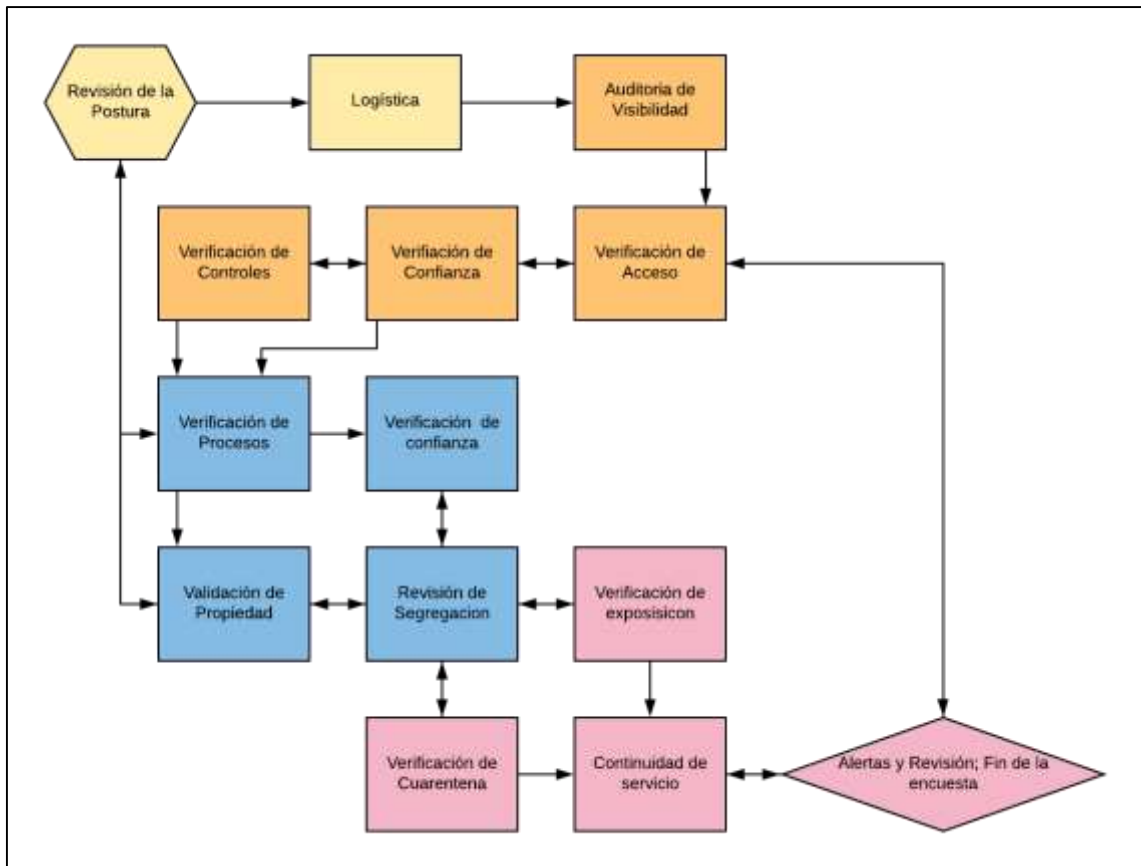 Revisión de la
Postura
Logística
Auditoria de
Visibilidad
Verificación de
Controles
Verifiación de
Confianza
Verificación de
Acceso
Verificación de
Procesos
Verificación de
confianza
Validación de
Propiedad
Revisión de
Segregacion
Verificación de
exposisicon
Verificación de
Cuarentena
Continuidad de
servicio
Alertas y Revisión; Fin de la
encuesta